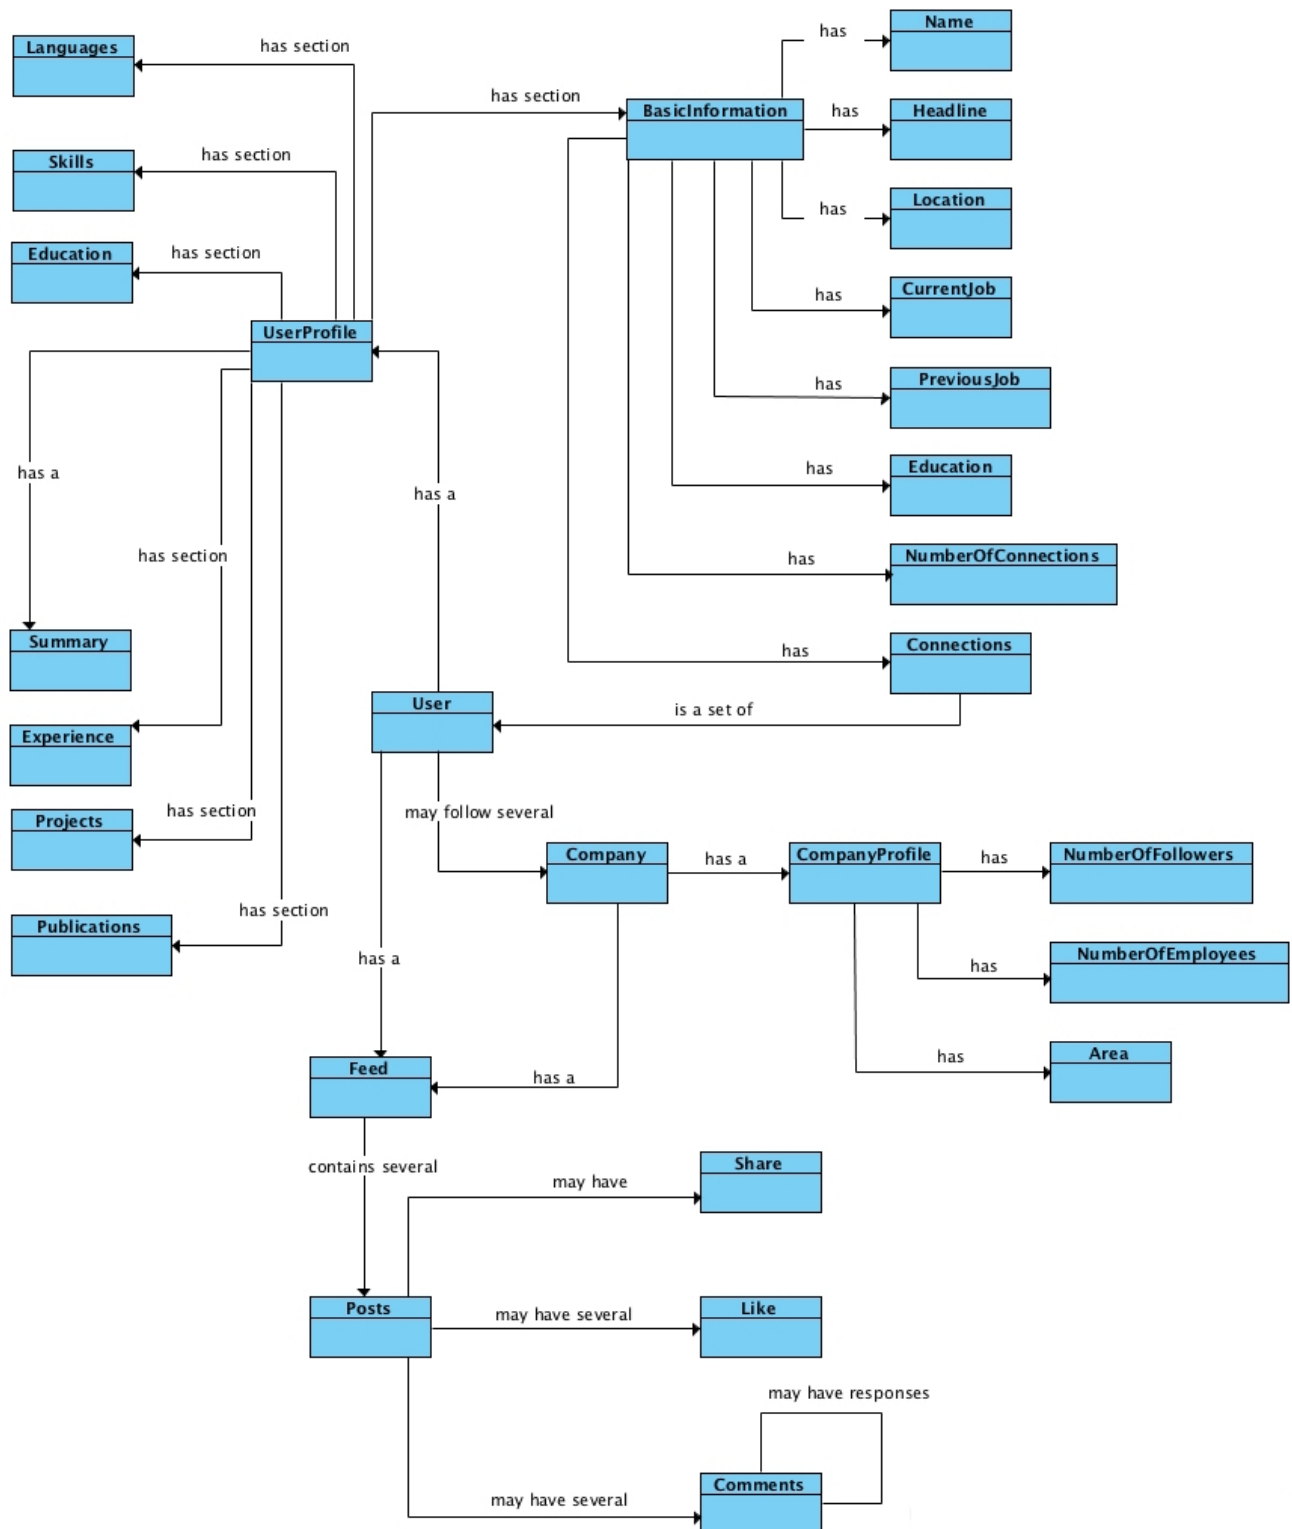 Name
has
Languages
has section
has section
BasicInformation
has
Headline
Skills
has section
Location
has
Education
has section
CurrentJob
has
UserProfile
PreviousJob
has
has a
has a
Education
has
has section
NumberOfConnections
has
Summary
Connections
has
User
is a set of
Experience
Projects
has section
may follow several
Company
has a
CompanyProfile
has
NumberOfFollowers
Publications
has section
has a
NumberOfEmployees
has
Feed
has a
Area
has
contains several
Share
may have
Posts
may have several
Like
may have responses
Comments
may have several